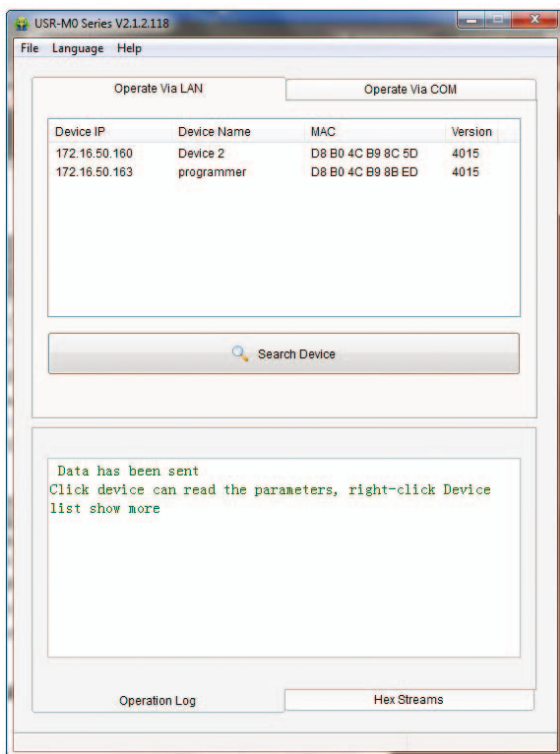 USR-M0 Series V2.1.2.118
File Language Help
Operate Via LAN Operate Via COM
Device IP Device Name MAC Version
172.16.50.160 Device 2 D8 B0 4C B9 8C 5D 4015
172.16.50.163 programmer D8 B0 4C B9 8B ED 4015
Search Device
Data has been sent
Click device can read the parameters, right-click Device
list show more
Operation Log Hex Streams